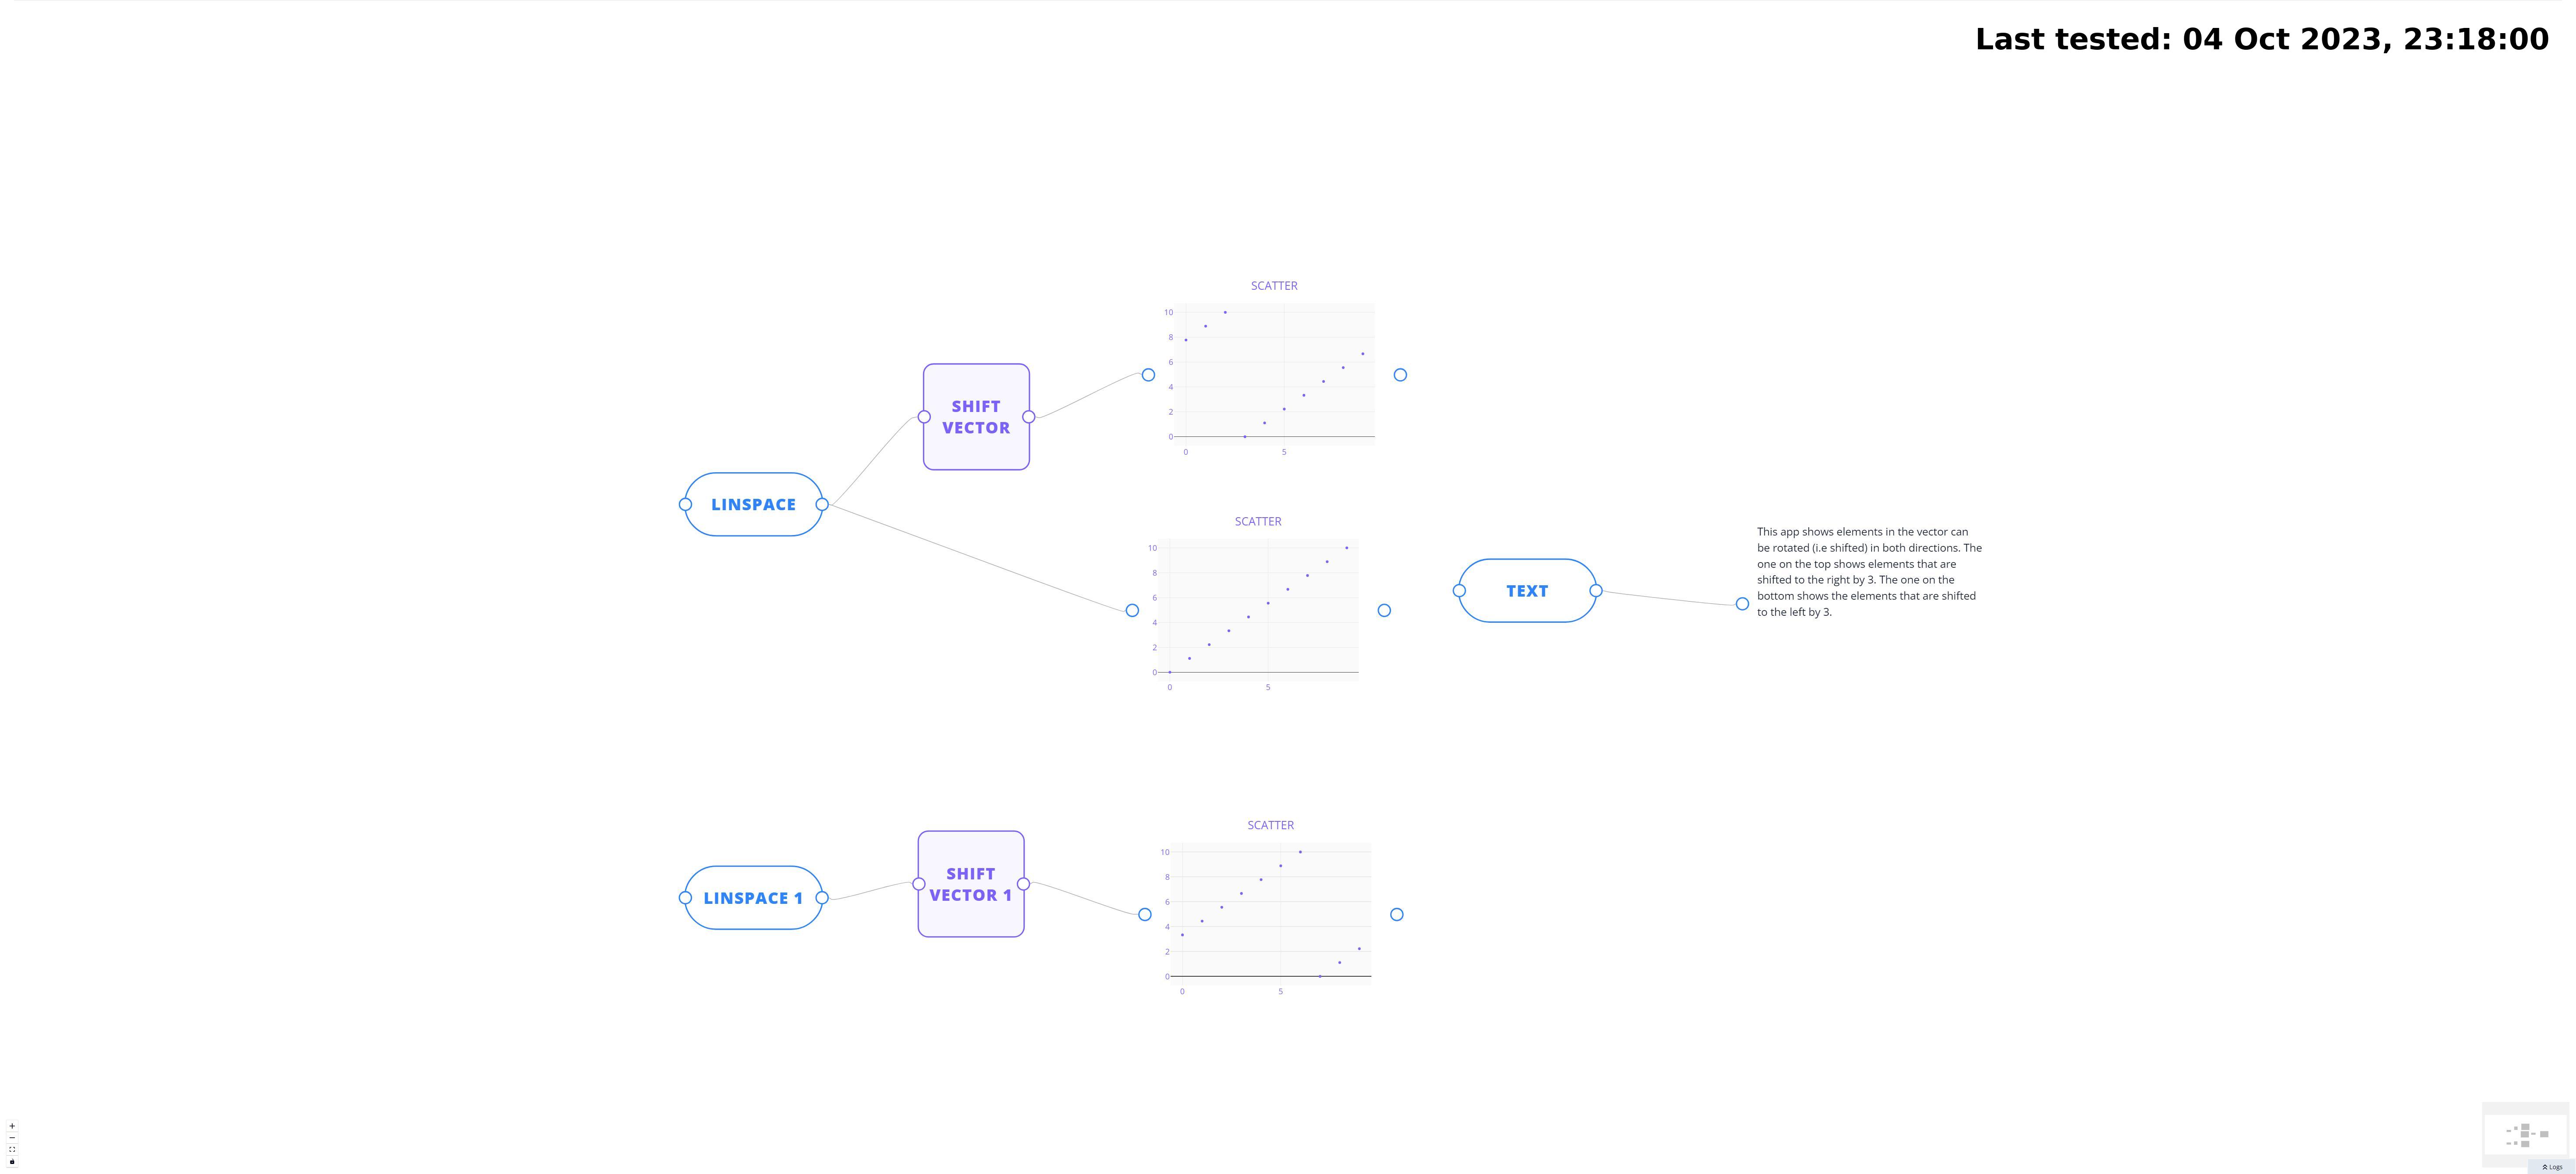 Last tested: 04 Oct 2023, 23:18:00
SCATTER
10
8
6
4
2
0
0 5
SHIFT
VECTOR
LINSPACE
SCATTER
10
8
6
4
2
0
0 5
TEXT
This app shows elements in the vector can
be rotated (i.e shifted) in both directions. The
one on the top shows elements that are
shifted to the right by 3. The one on the
bottom shows the elements that are shifted
to the left by 3.
SCATTER
10
8
6
4
2
0
0 5
SHIFT
VECTOR 1
LINSPACE 1
Logs